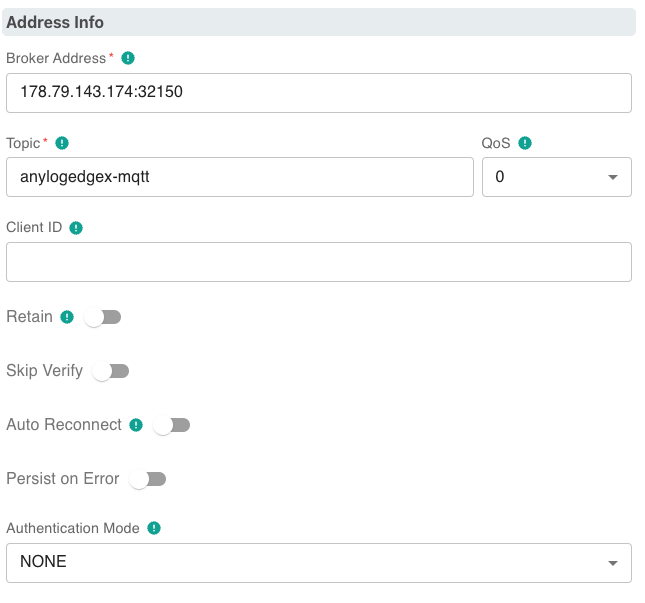 Address Info
Broker Address*
178.79.143.174:32150
Topic* QoS
anylogedgex-mqtt 0
Client ID
Retain
Skip Verify
Auto Reconnect
Persist on Error
Authentication Mode
NONE